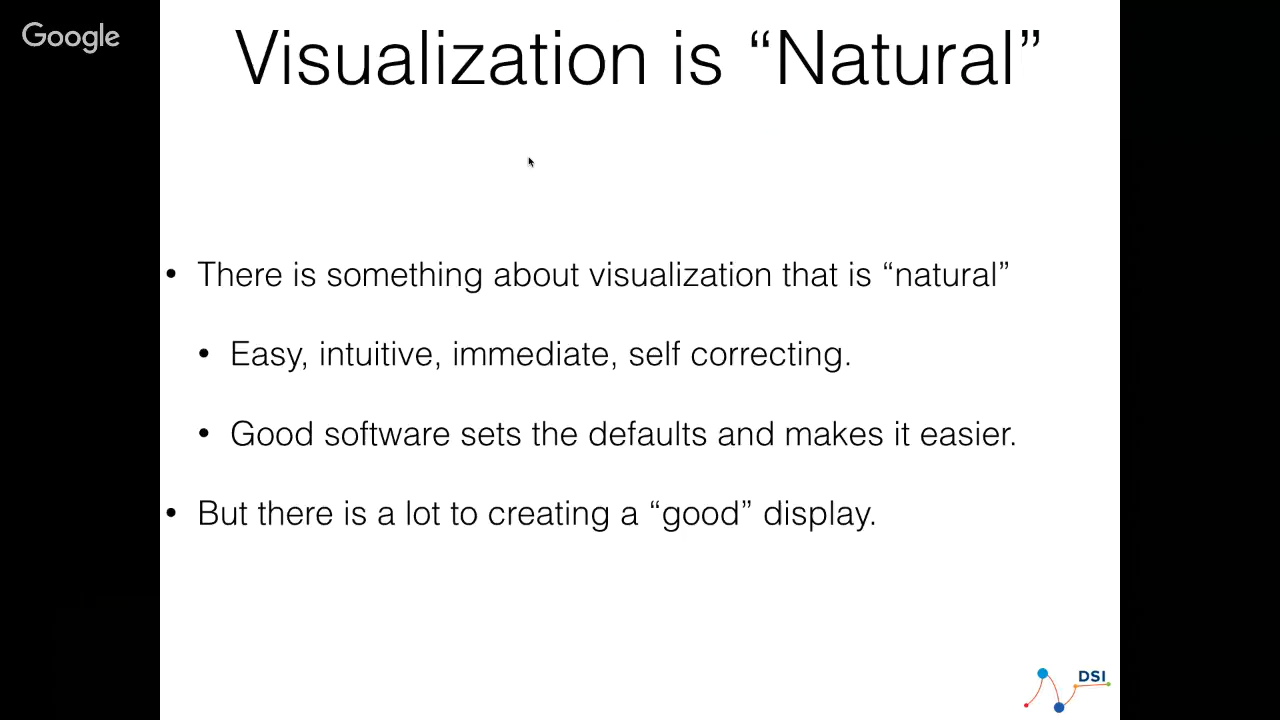 Google
Visualization is “Natural”
• There is something about visualization that is “natural”
• Easy, intuitive, immediate, self correcting.
• Good software sets the defaults and makes it easier.
• But there is a lot to creating a “good” display.
DSI